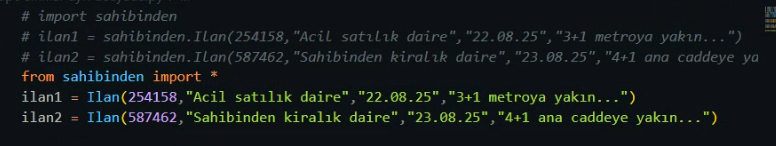 # import sahibinden
# ilan1 = sahibinden.Ilan(254158,"Acil satılık daire","22.08.25","3+1 metroya yakın...")
# ilan2 = sahibinden.Ilan(587462,"Sahibinden kiralık daire","23.08.25","4+1 ana caddeye ya
from sahibinden import *
ilan1 = Ilan(254158,"Acil satılık daire","22.08.25","3+1 metroya yakın...")
ilan2 = Ilan(587462,"Sahibinden kiralık daire","23.08.25","4+1 ana caddeye yakın...")